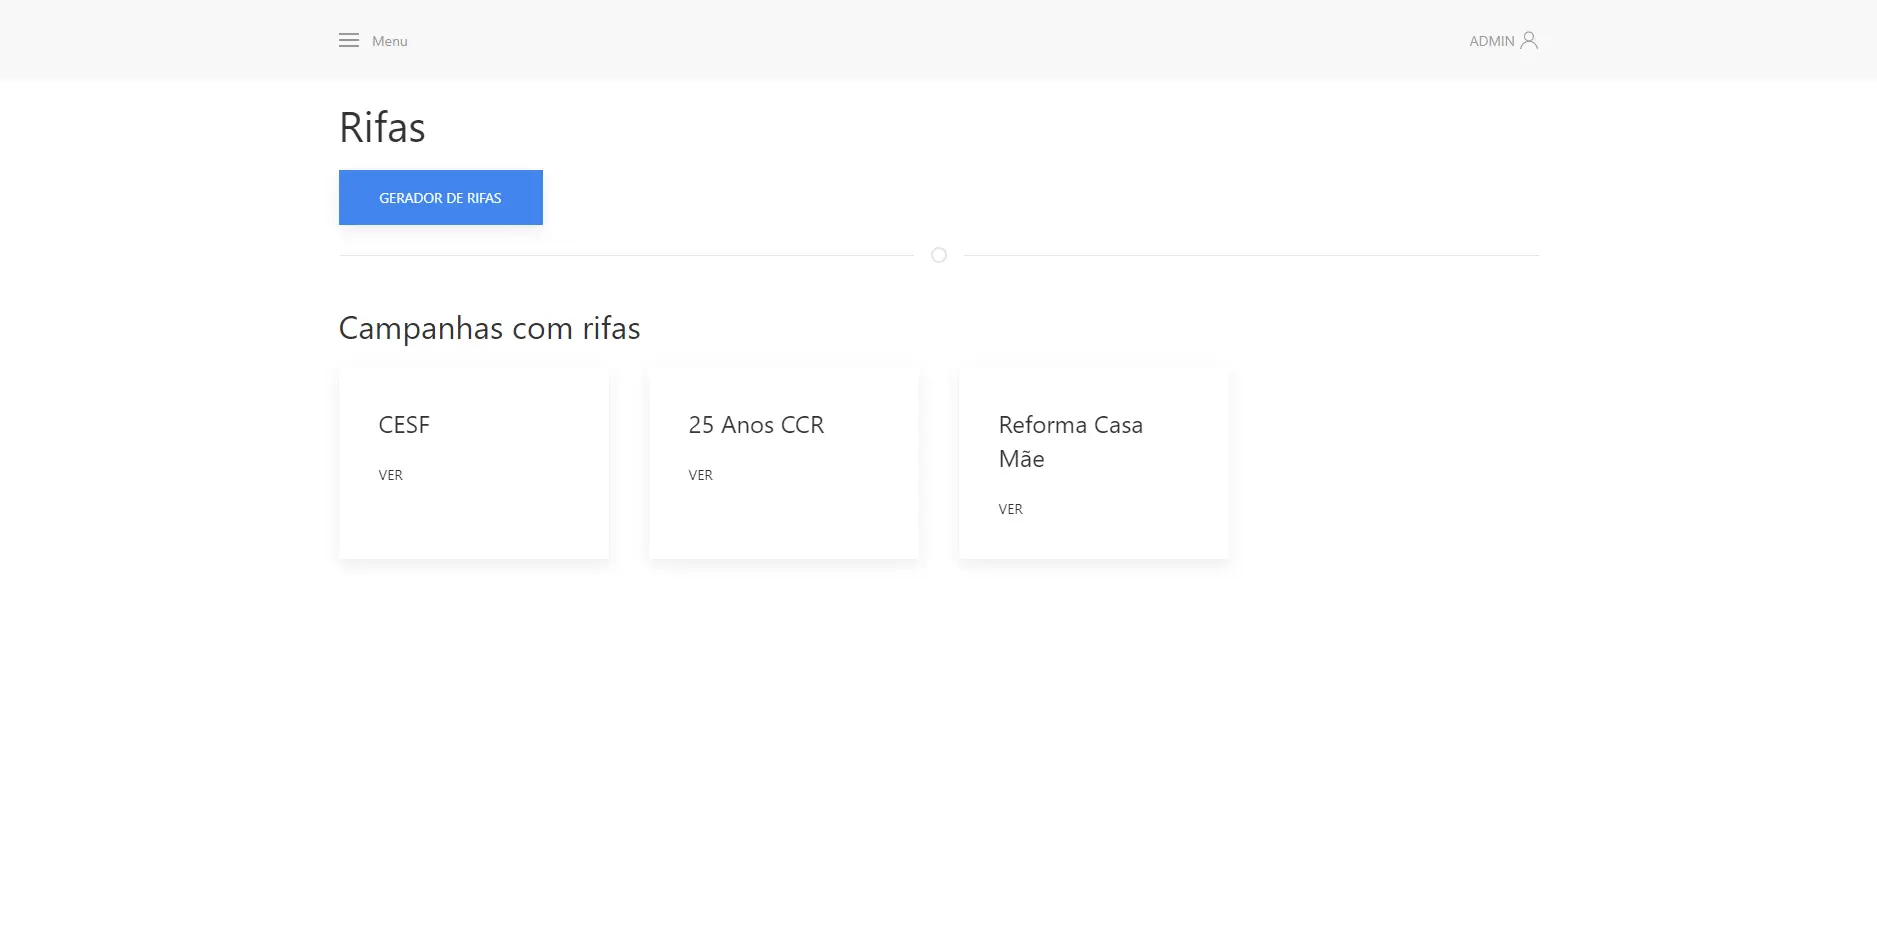 Menu
ADMIN
Rifas
GERADOR DE RIFAS
Campanhas com rifas
CESF
VER
25 Anos CCR
VER
Reforma Casa
Mãe
VER